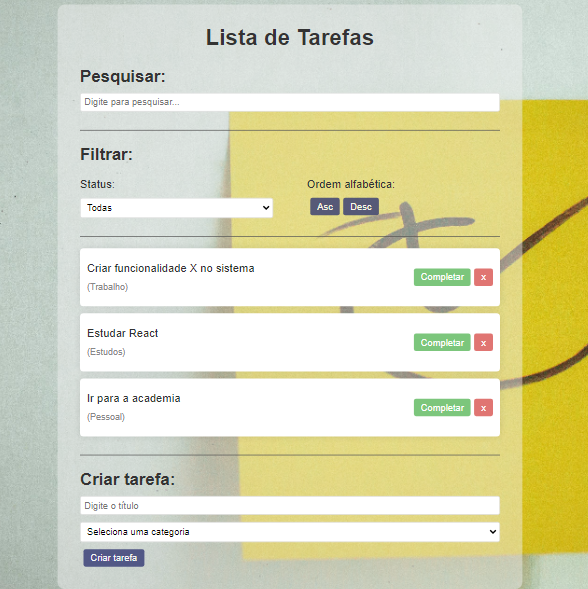 Lista de Tarefas
Pesquisar:
Digite para pesquisar...
Filtrar:
Status:
Ordem alfabética:
Todas
Asc Desc
Criar funcionalidade X no sistema
(Trabalho)
Completar x
Estudar React
(Estudos)
Completar x
Ir para a academia
(Pessoal)
Completar x
Criar tarefa:
Digite o título
Seleciona uma categoria
Criar tarefa